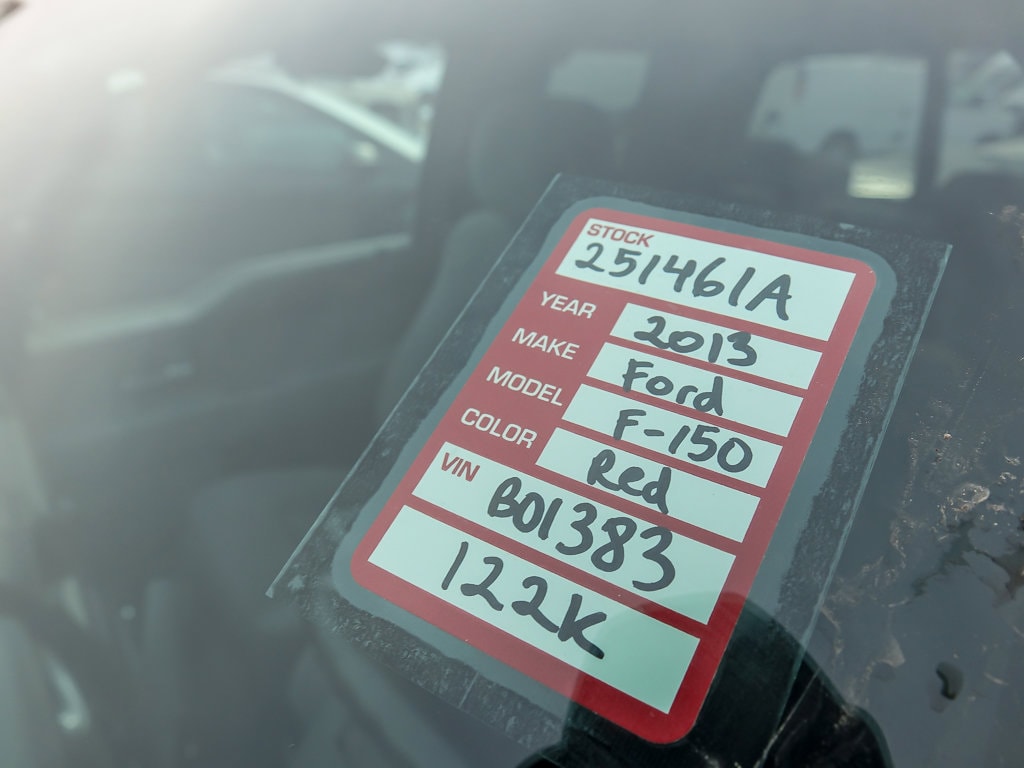 STOCK
251461A
YEAR 2013
MAKE Ford
MODEL F-150
COLOR Red
VIN B01383
122K